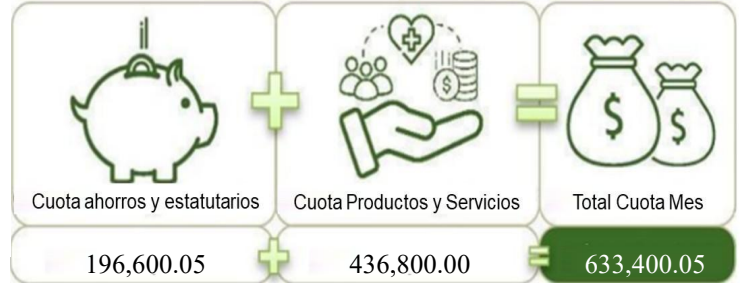 Cuota ahorros y estatutarios
Cuota Productos y Servicios
Total Cuota Mes
196,600.05
436,800.00
633,400.05